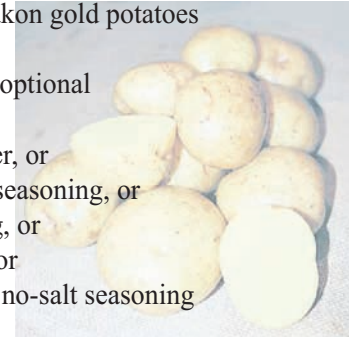 kon gold potatoes
optional
er, or
seasoning, or
g, or
or
no-salt seasoning